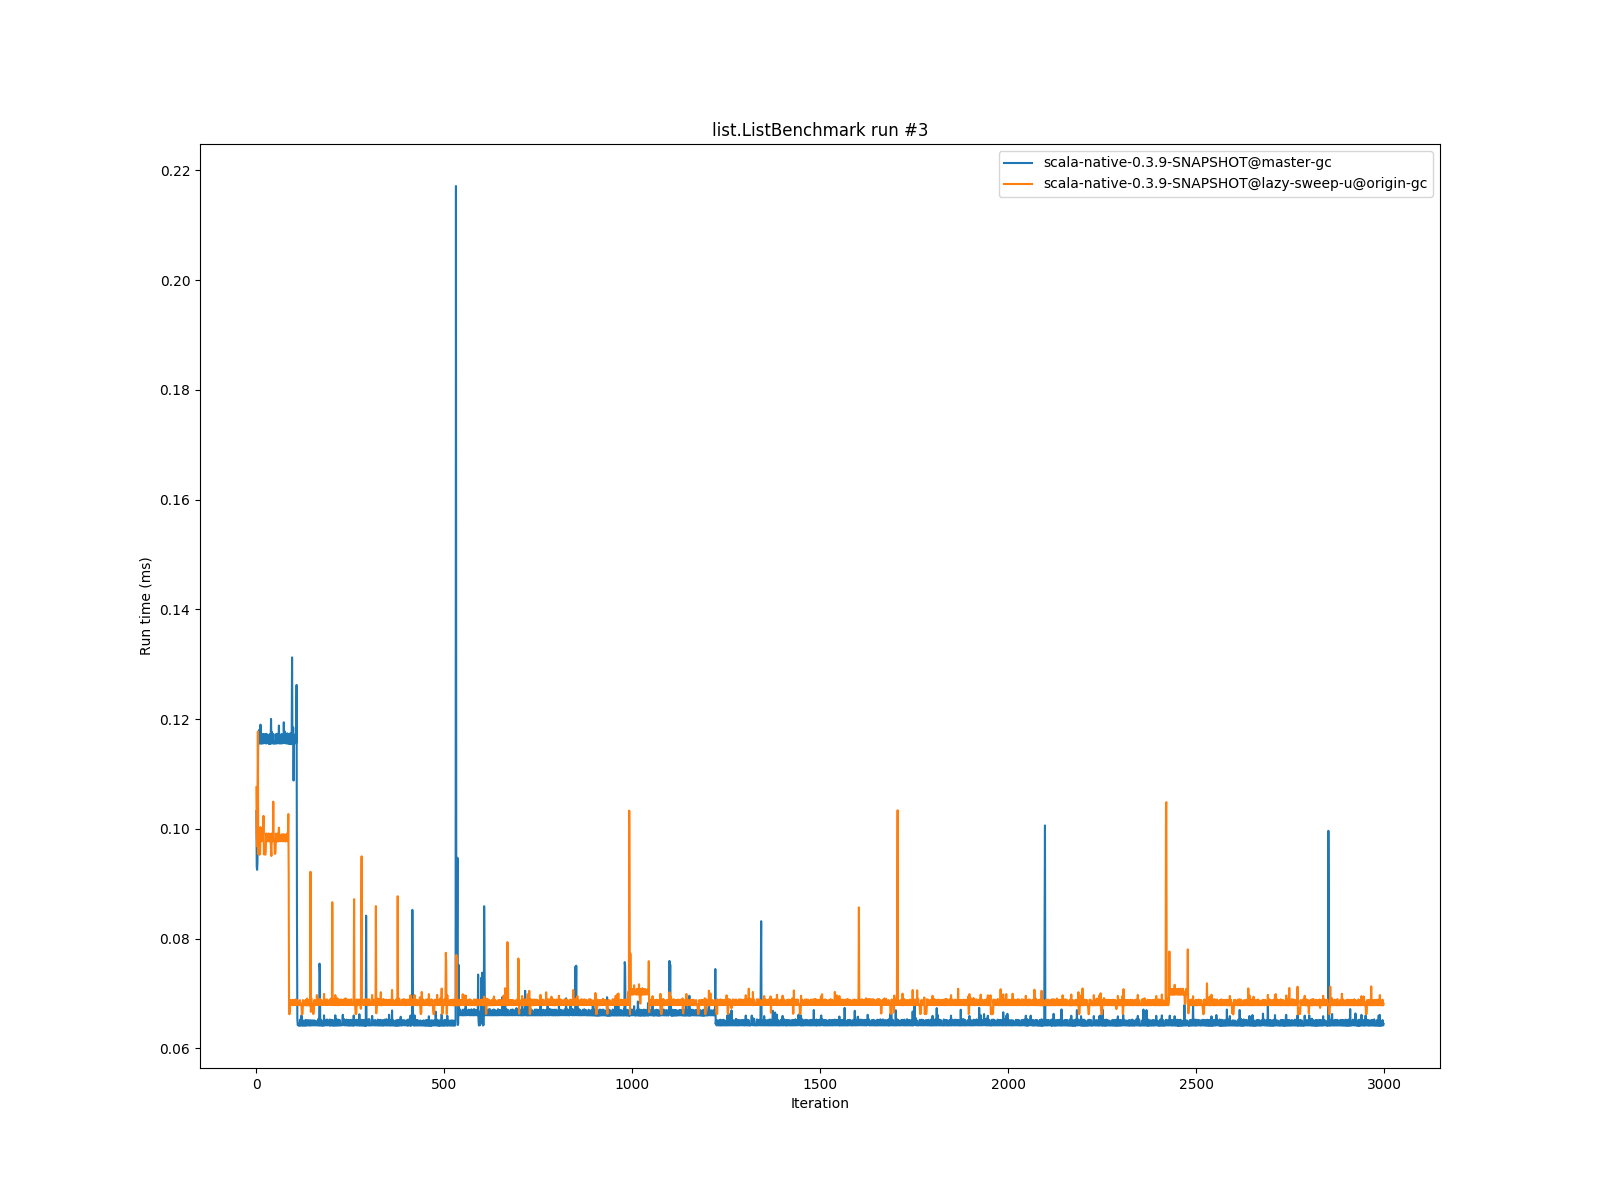 list.ListBenchmark run #3
scala-native-0.3.9-SNAPSHOT@master-gc
scala-native-0.3.9-SNAPSHOT@lazy-sweep-u@origin-gc
0.22
0.20
0.18
0.16
0.14
0.12
0.10
0.08
0.06
Run time (ms)
0 500 1000 1500 2000 2500 3000
Iteration